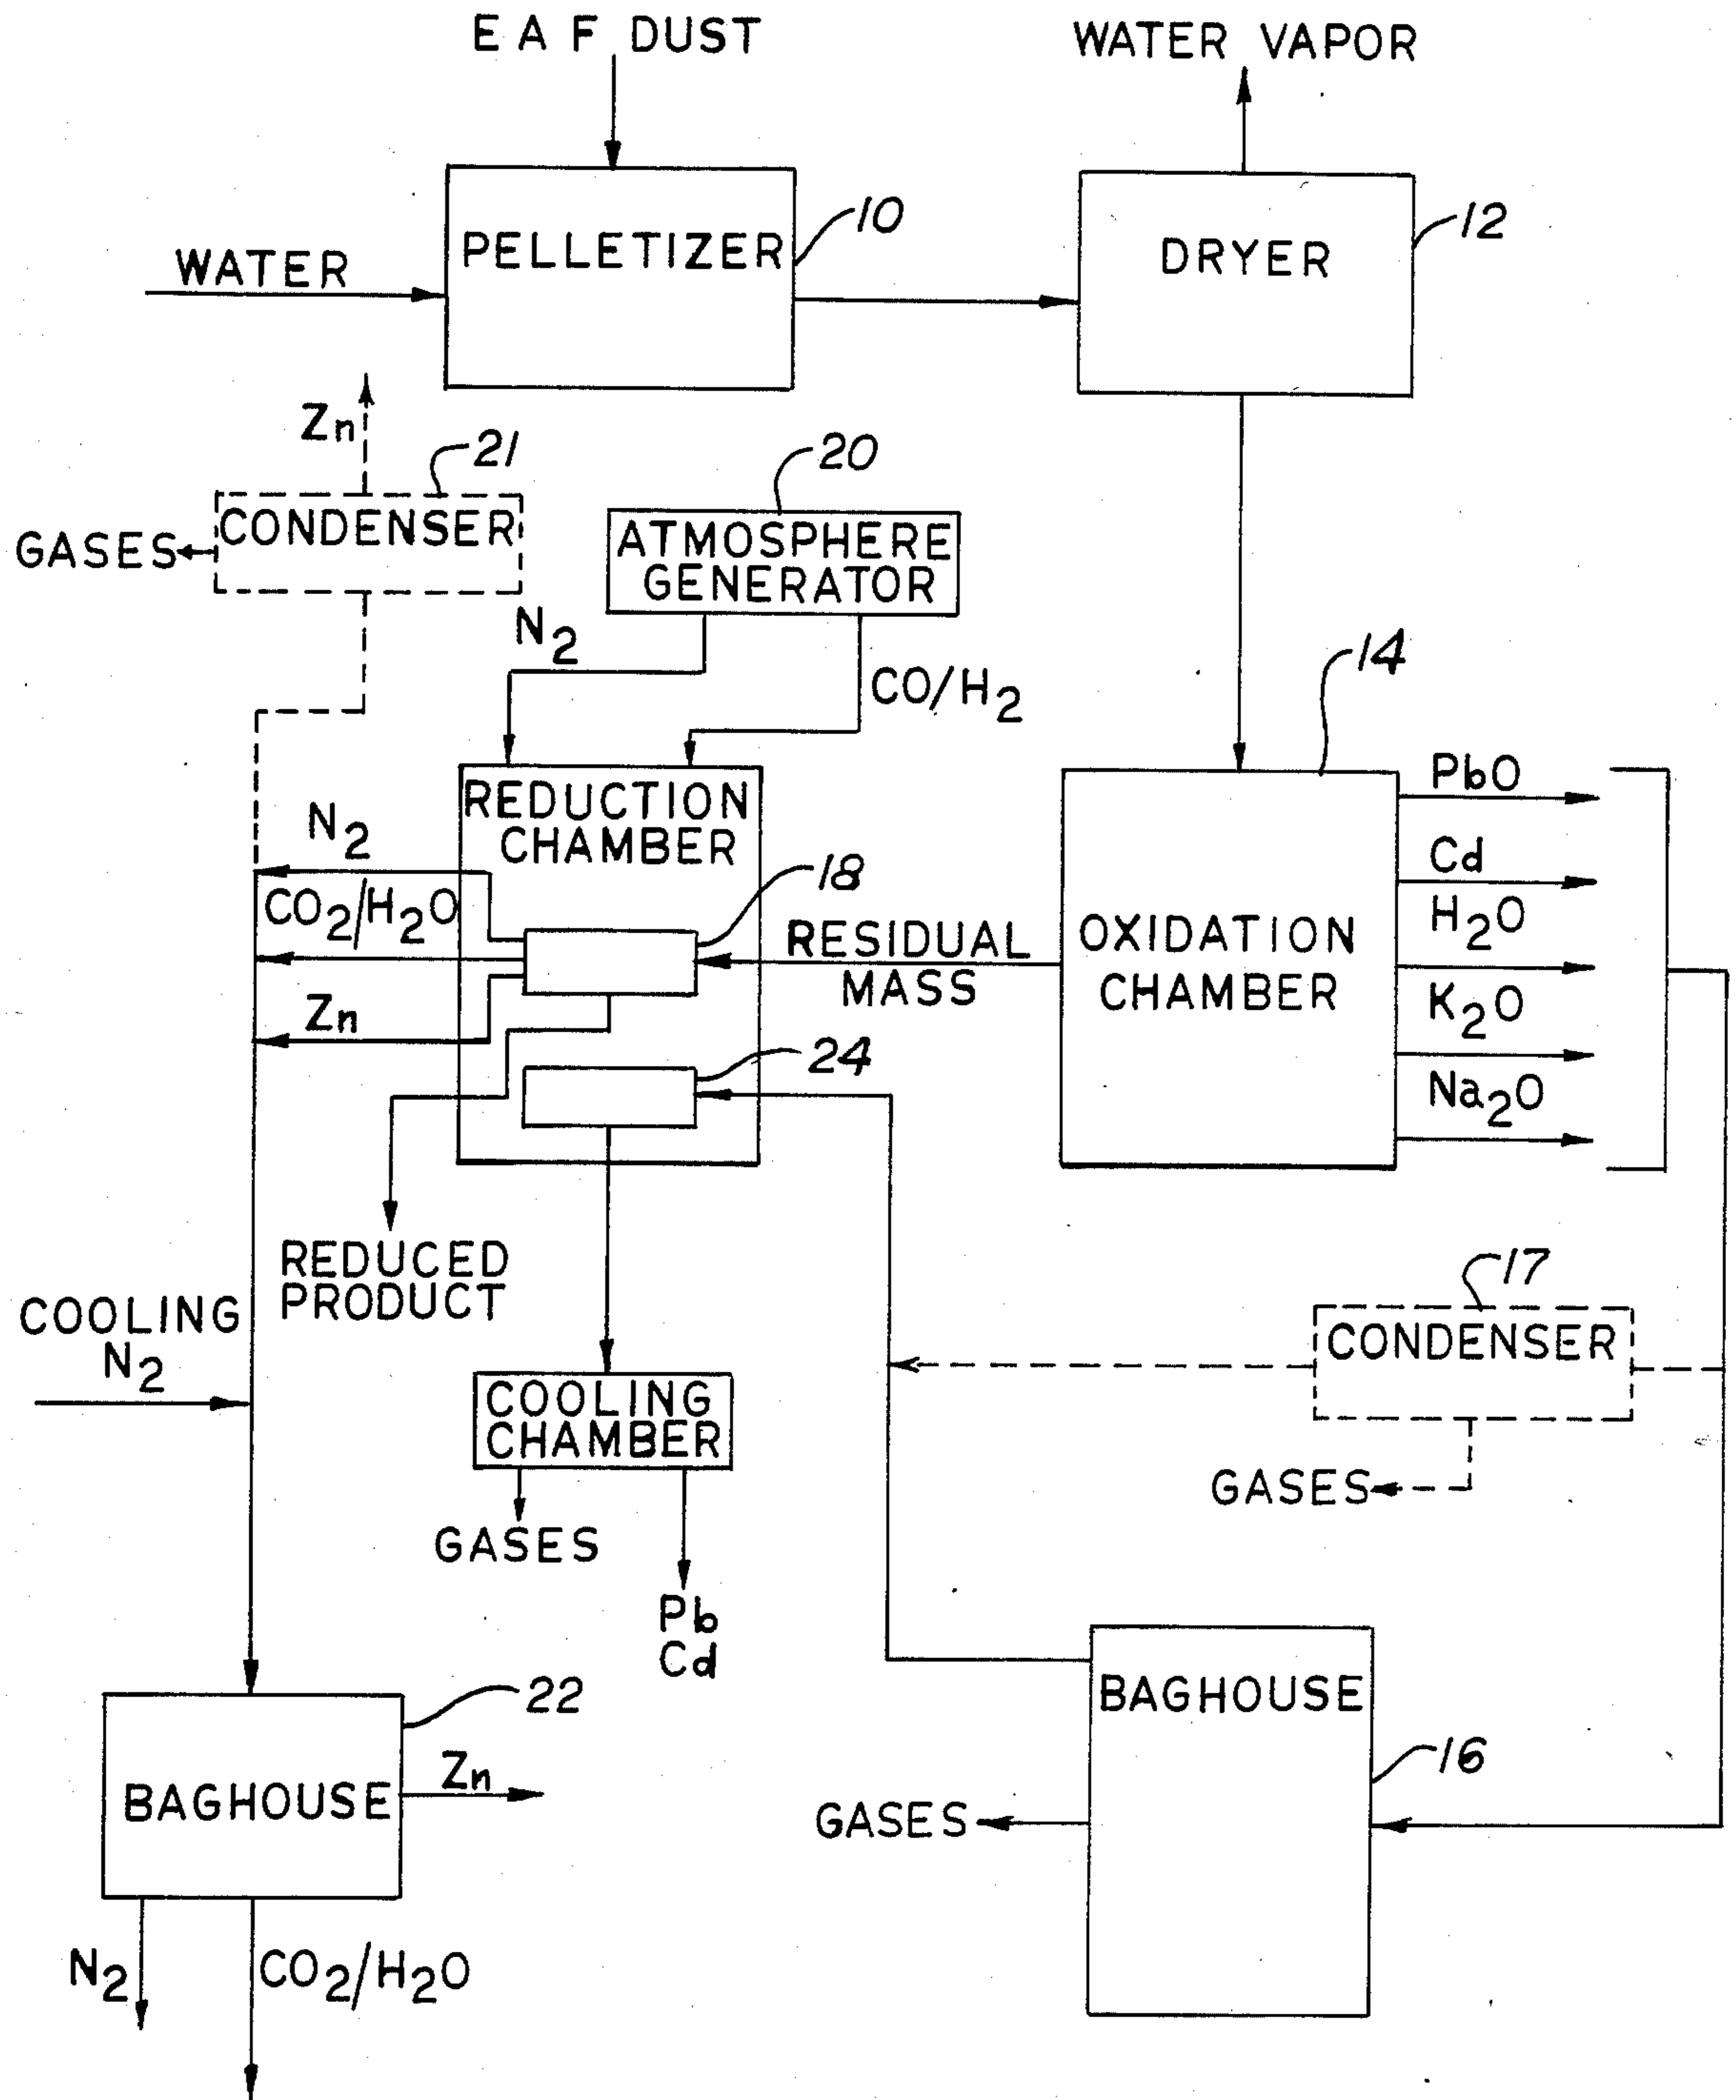 E A F DUST
WATER VAPOR
PELLETIZER
10
DRYER
12
WATER
Zn
21
CONDENSER
GASES
20
ATMOSPHERE
GENERATOR
N2
CO/H2
14
REDUCTION
CHAMBER
18
N2
CO2/H2O
Zn
RESIDUAL
MASS
OXIDATION
CHAMBER
PbO
Cd
H2O
K2O
Na2O
24
REDUCED
PRODUCT
COOLING
N2
COOLING
CHAMBER
GASES
Pb
Cd
17
CONDENSER
GASES
22
BAGHOUSE
Zn
N2
CO2/H2O
BAGHOUSE
16
GASES